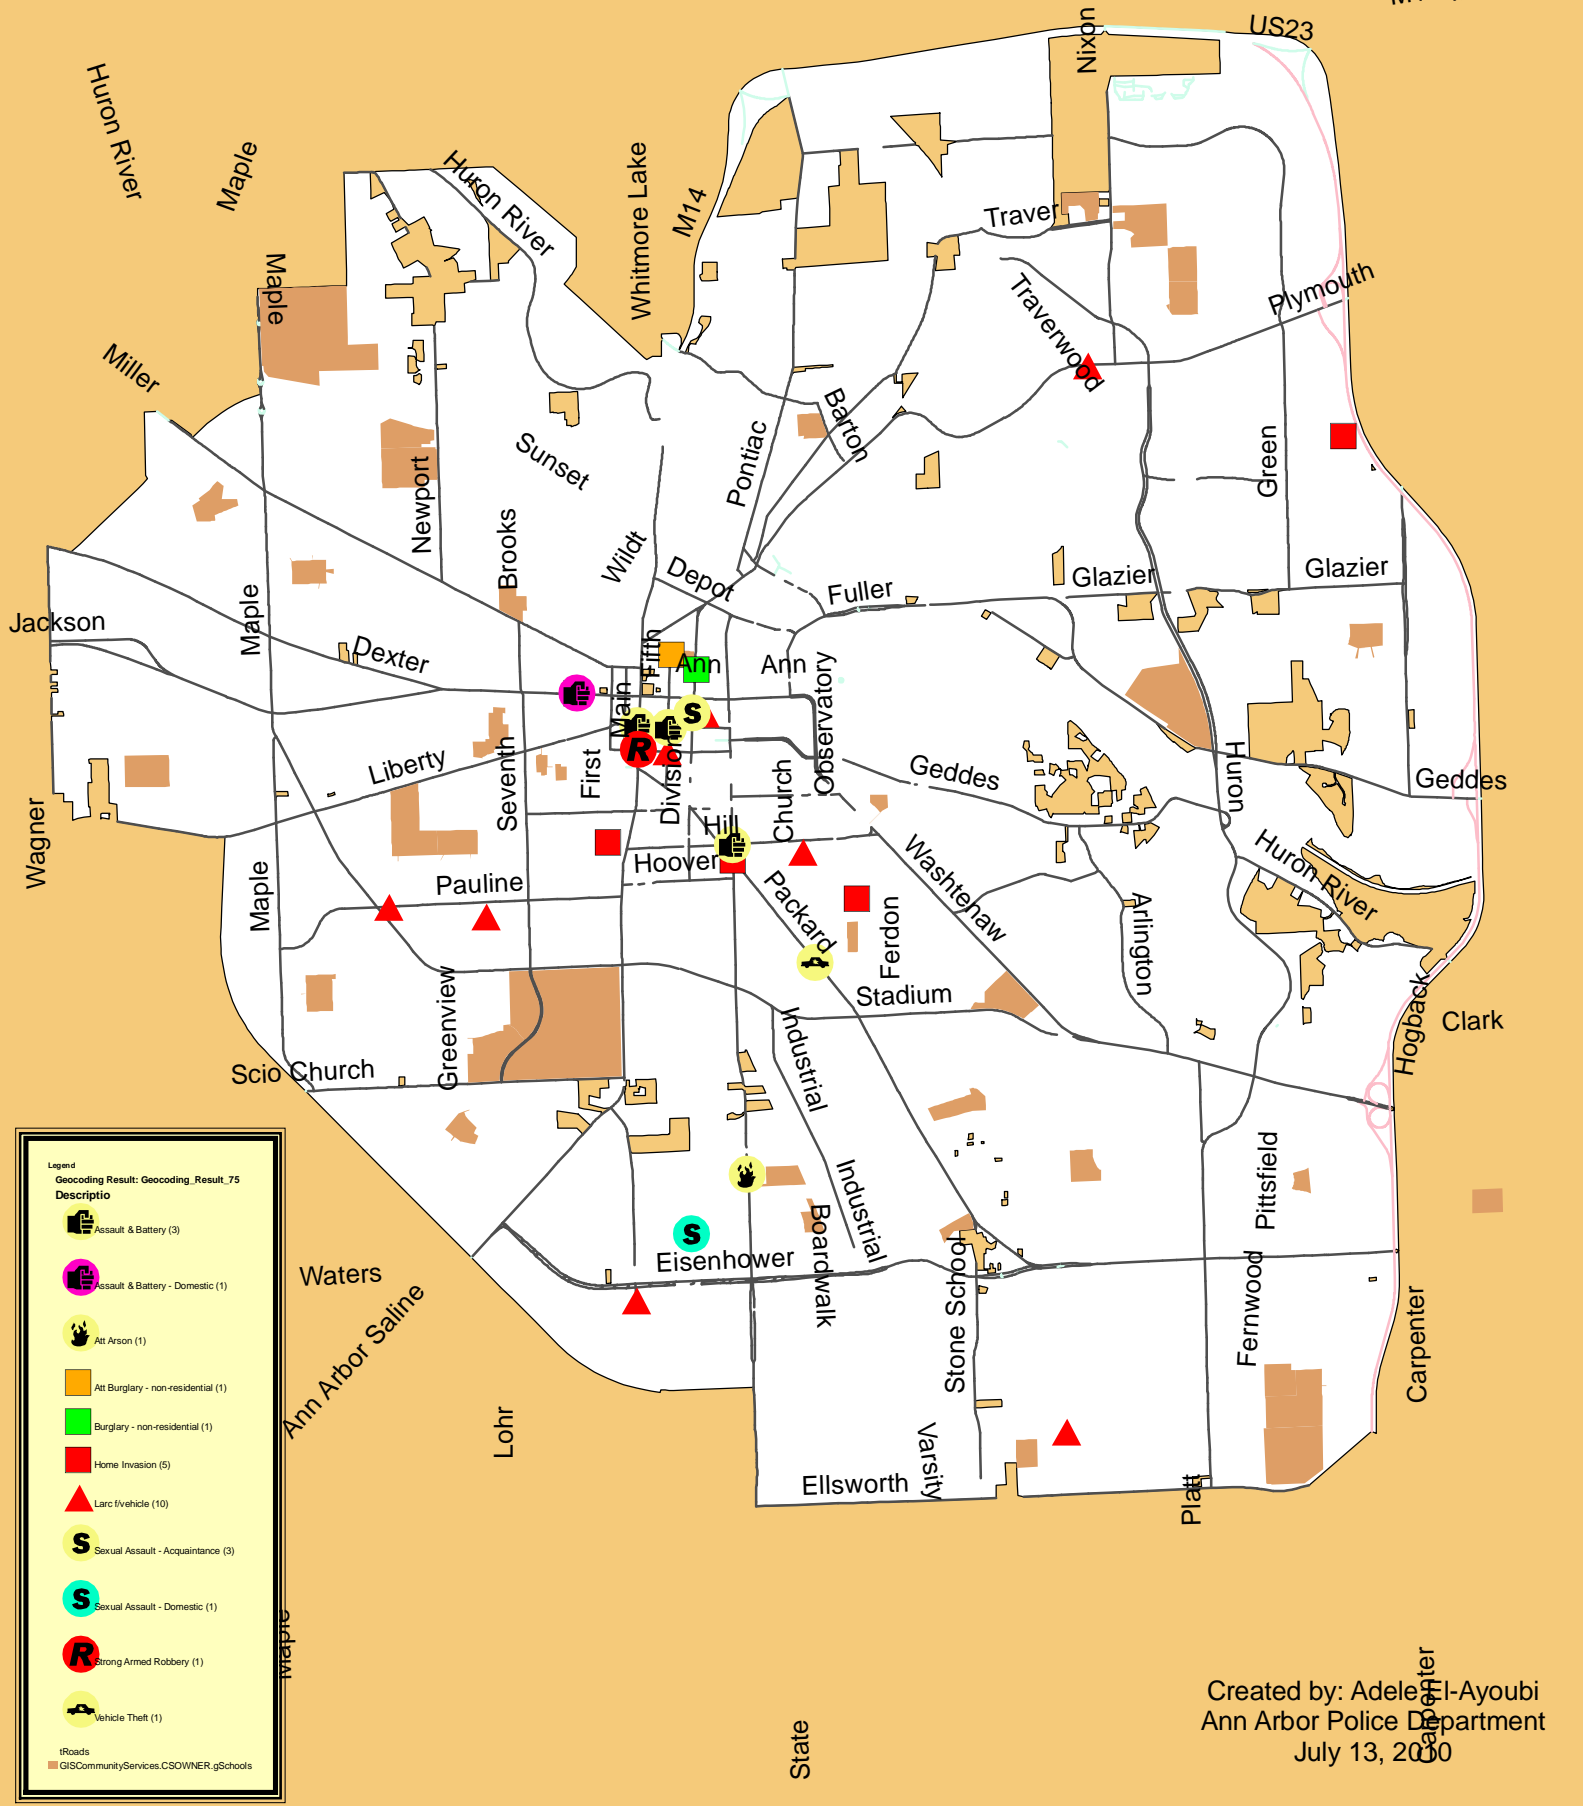 US23
Nixon
Huron River
Maple
Huron River
Whitmore Lake
M14
Traver
Maple
Plymouth
Traverwood
Miller
Barton
Sunset
Pontiac
Newport
Green
Brooks
Wildt
Depot
Fuller
Glazier
Glazier
Jackson
Maple
Dexter
Fifth
Ann
Ann
Observatory
Main
Liberty
Seventh
First
Division
Church
Geddes
Huron
Geddes
Wagner
Maple
Hill
Hoover
Pauline
Packard
Washtenaw
Huron River
Ferdon
Arlington
Greenview
Stadium
Industrial
Hogback
Clark
Scio Church
Industrial
Boardwalk
Pittsfield
Eisenhower
Stone School
Fernwood
Waters
Ann Arbor Saline
Carpenter
Lohr
Varsity
Ellsworth
Platt
Maple
State
Carpenter
Carpenter
Legend
Geocoding Result: Geocoding_Result_75
Descriptio
Assault & Battery (3)
Assault & Battery - Domestic (1)
Att Arson (1)
Att Burglary - non-residential (1)
Burglary - non-residential (1)
Home Invasion (5)
Larc f/vehicle (10)
S
Sexual Assault - Acquaintance (3)
S
Sexual Assault - Domestic (1)
R
Strong Armed Robbery (1)
Vehicle Theft (1)
tRoads
GISCommunityServices.CSOWNER.gSchools
S
R
S
Created by: Adele El-Ayoubi
Ann Arbor Police Department
July 13, 2010